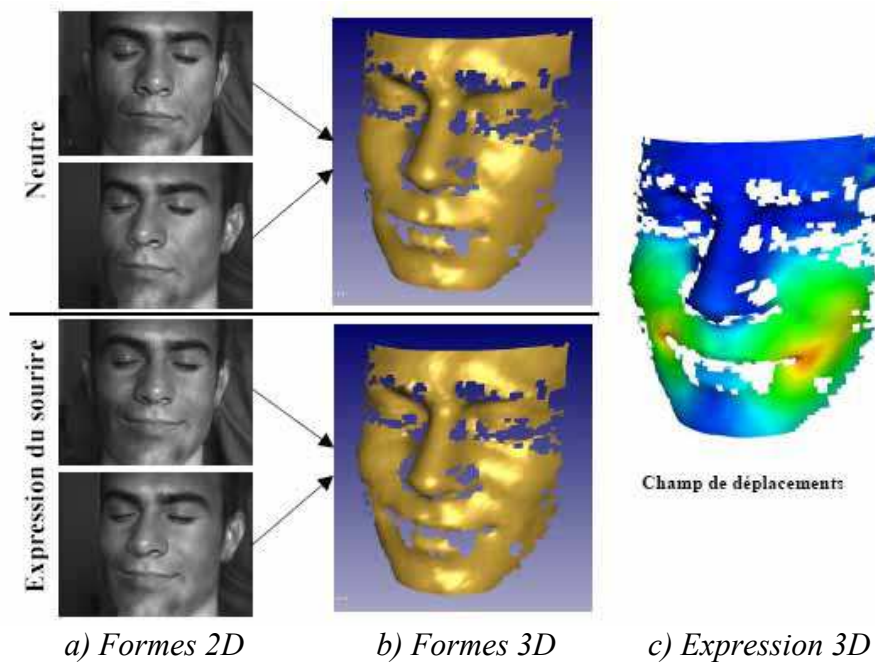 Neutre
Expression du sourire
Champ de déplacements
a) Formes 2D
b) Formes 3D
c) Expression 3D